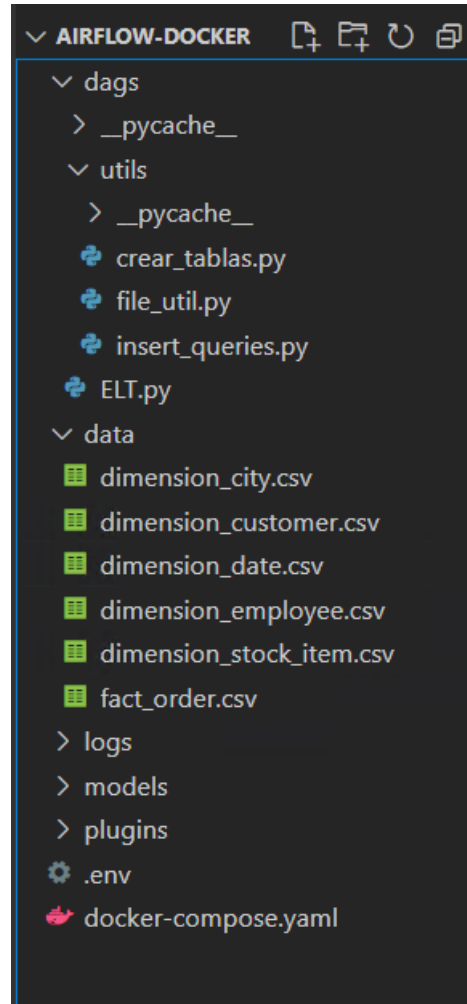 AIRFLOW-DOCKER
dags
__pycache__
utils
__pycache__
crear_tablas.py
file_util.py
insert_queries.py
ELT.py
data
dimension_city.csv
dimension_customer.csv
dimension_date.csv
dimension_employee.csv
dimension_stock_item.csv
fact_order.csv
logs
models
plugins
.env
docker-compose.yaml